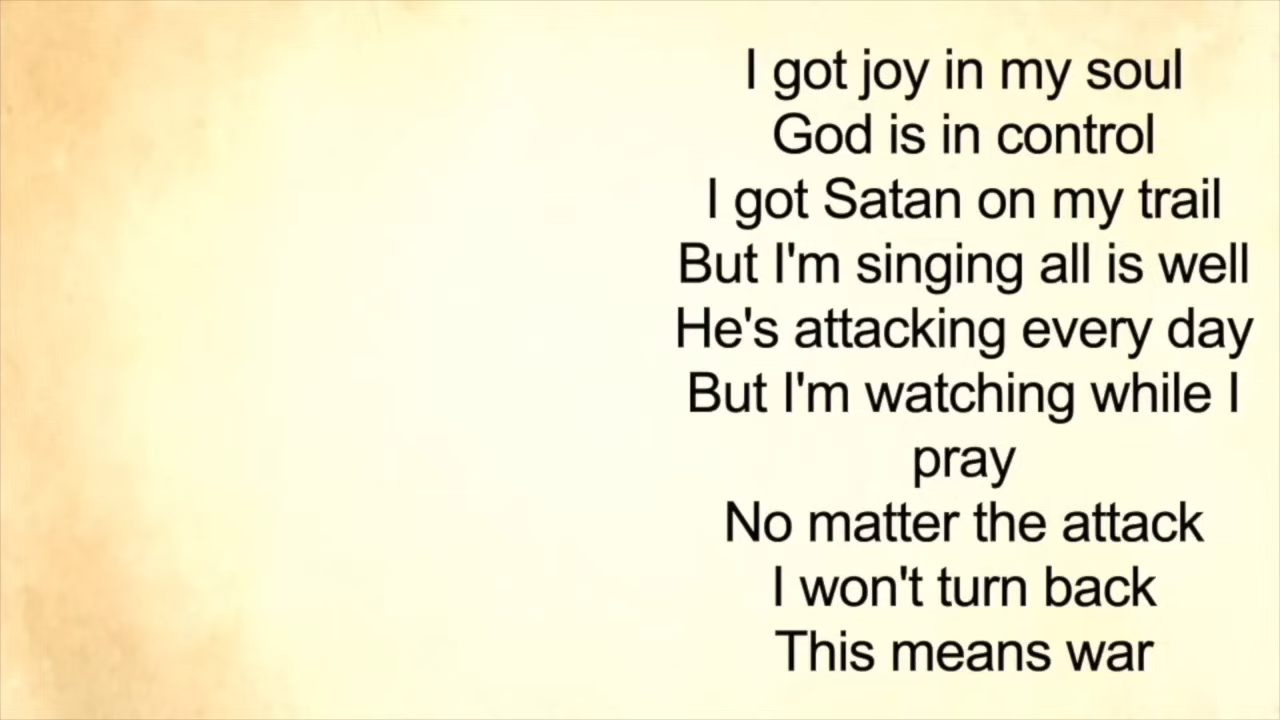 I got joy in my soul
God is in control
I got Satan on my trail
But I'm singing all is well
He's attacking every day
But I'm watching while I
pray
No matter the attack
I won't turn back
This means war